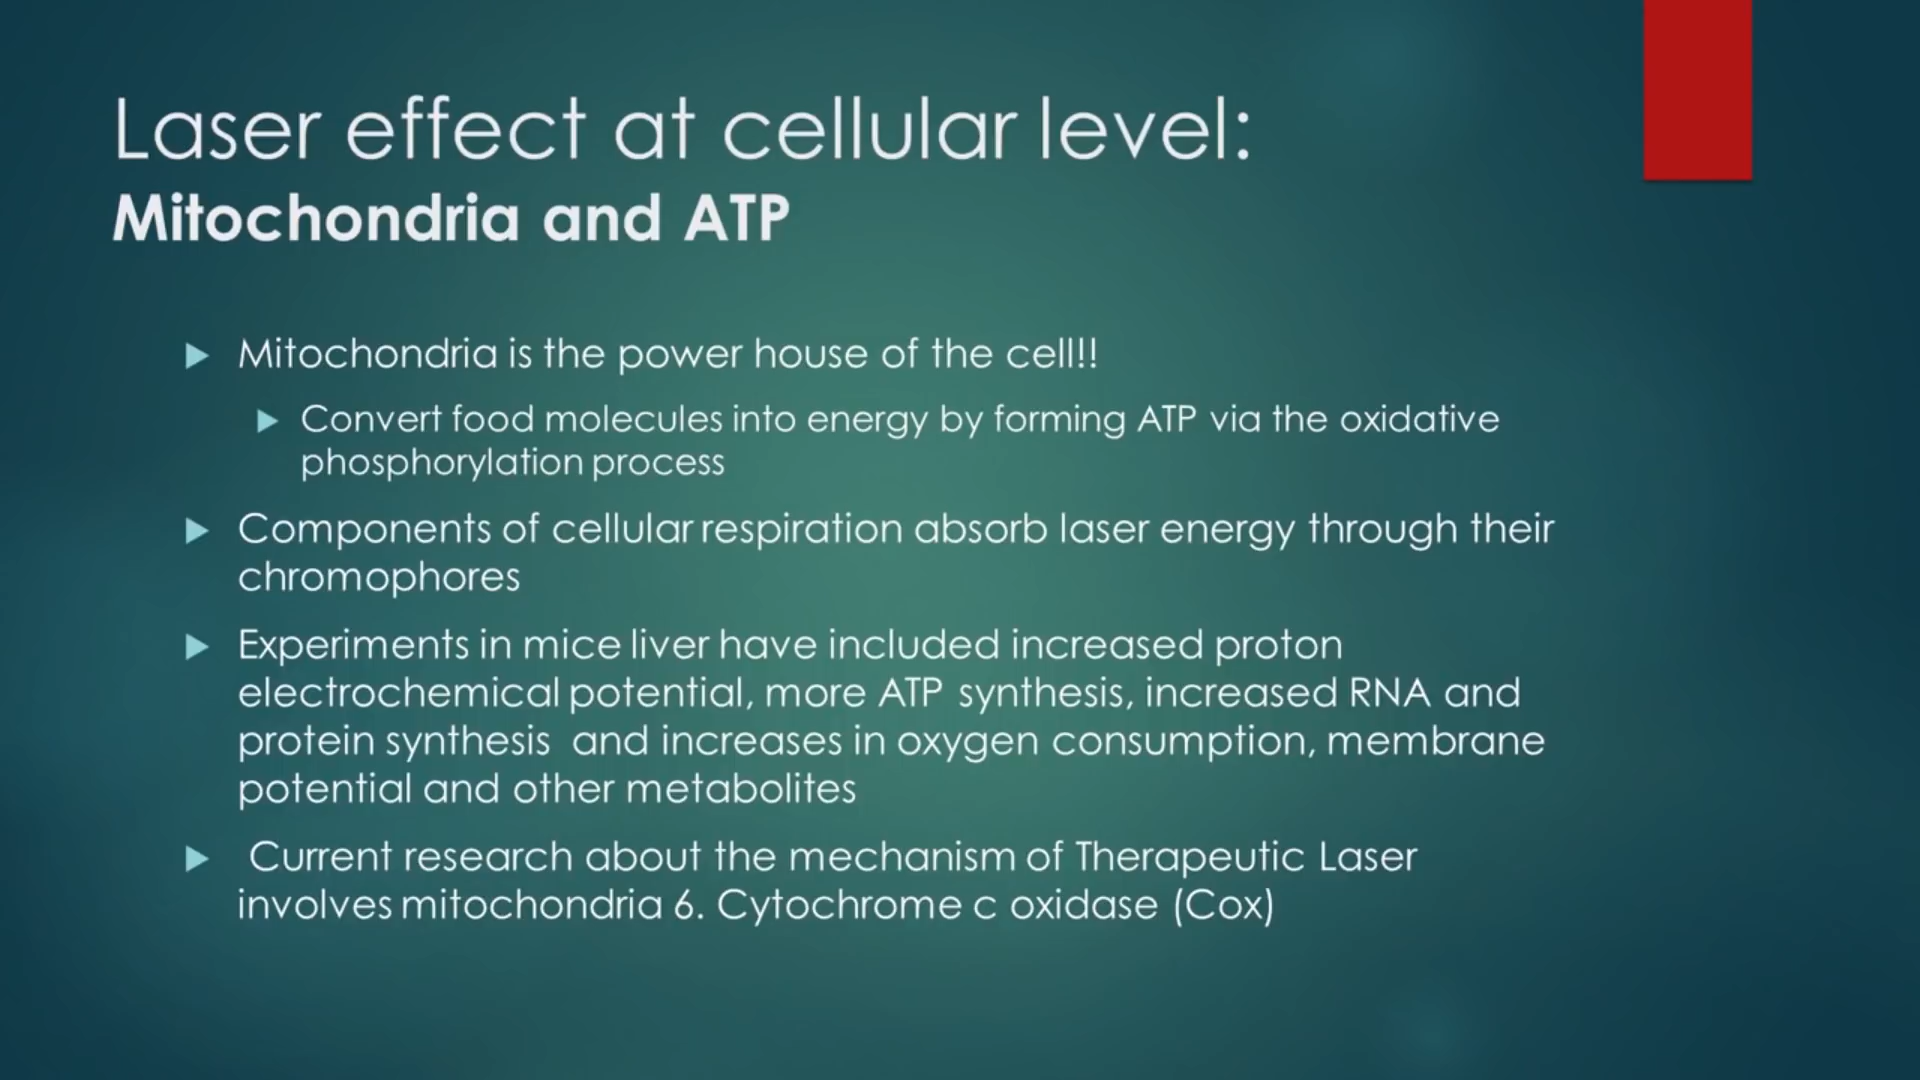 Laser effect at cellular level:
Mitochondria and ATP
Mitochondria is the power house of the cell!!
Convert food molecules into energy by forming ATP via the oxidative
phosphorylation process
Components of cellular respiration absorb laser energy through their
chromophores
Experiments in mice liver have included increased proton
electrochemical potential, more ATP synthesis, increased RNA and
protein synthesis and increases in oxygen consumption, membrane
potential and other metabolites
Current research about the mechanism of Therapeutic Laser
involves mitochondria 6. Cytochrome c oxidase (Cox)